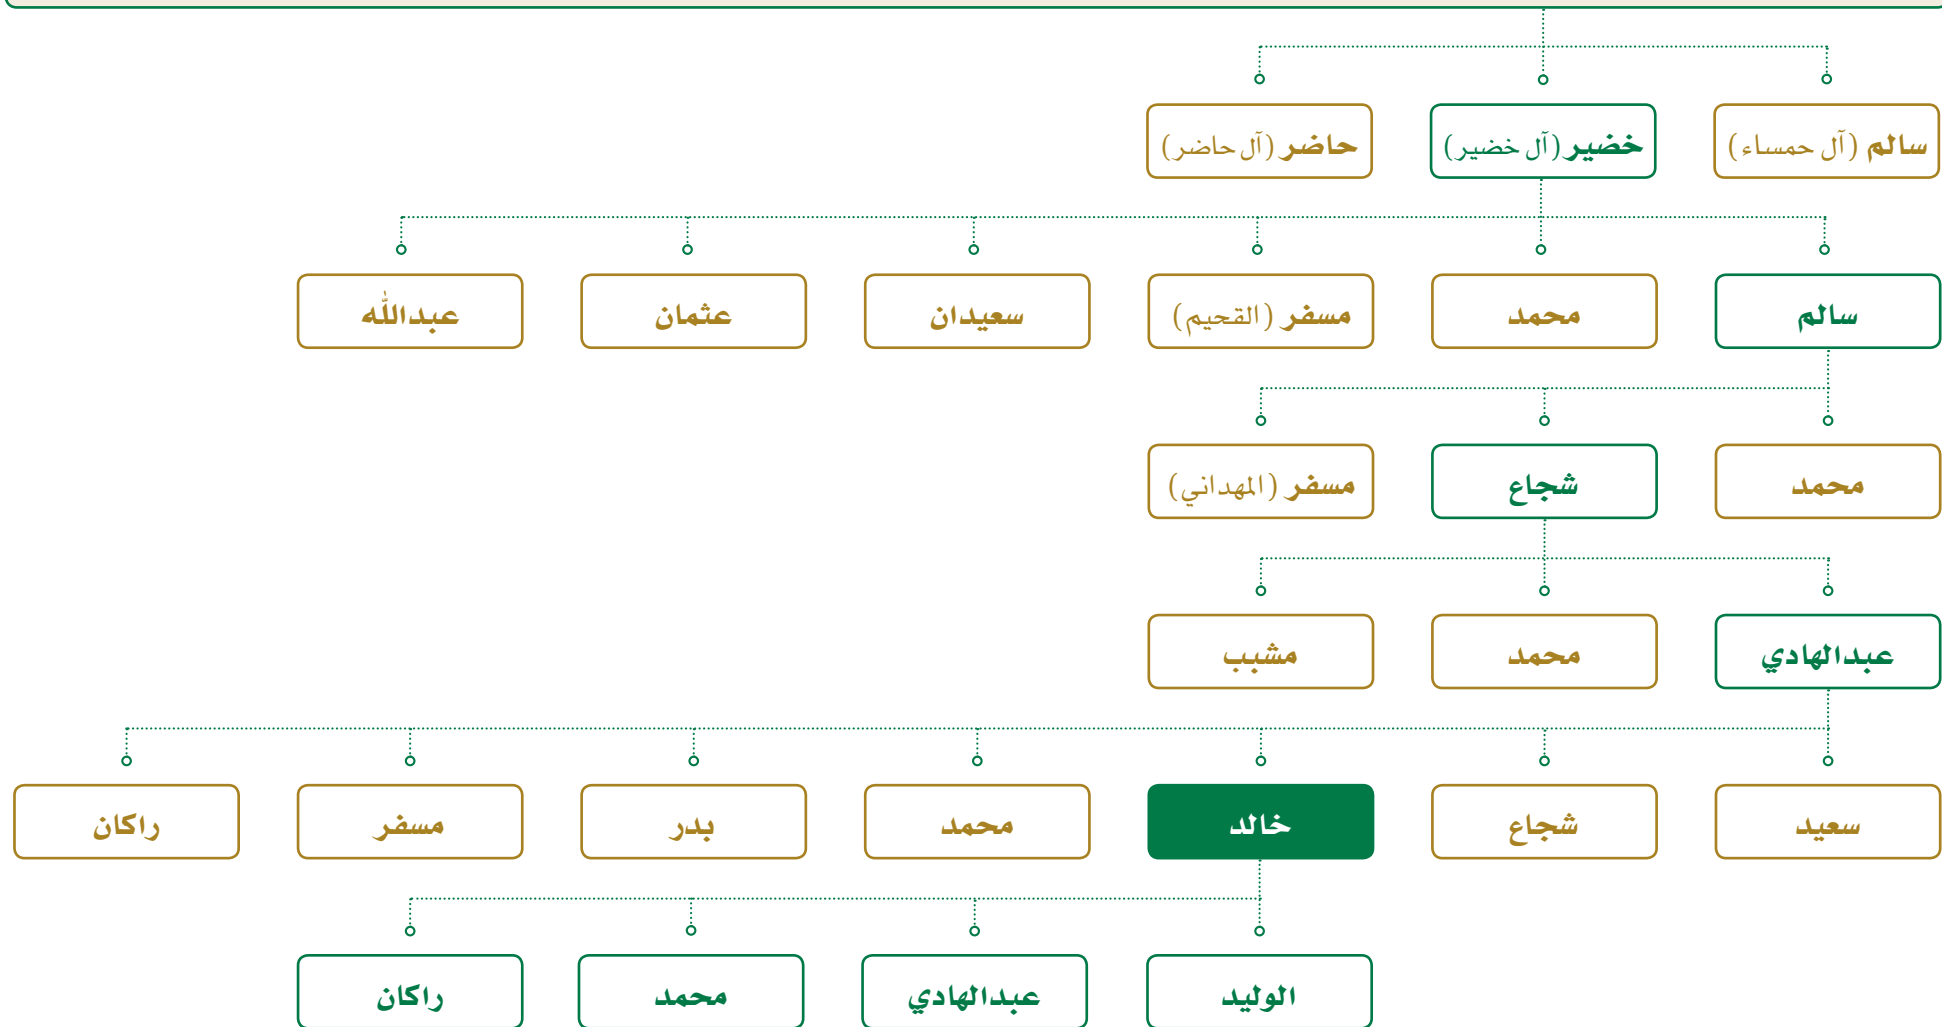 سالم (آل حمساء)
خضير (آل خضير)
حاضر (آل حاضر)
سالم
محمد
مسفر (القحيم)
سعيدان
عثمان
عبدالله
محمد
شجاع
مسفر (المهداني)
عبدالهادي
محمد
مشبب
سعيد
شجاع
خالد
محمد
بدر
مسفر
راكان
الوليد
عبدالهادي
محمد
راكان